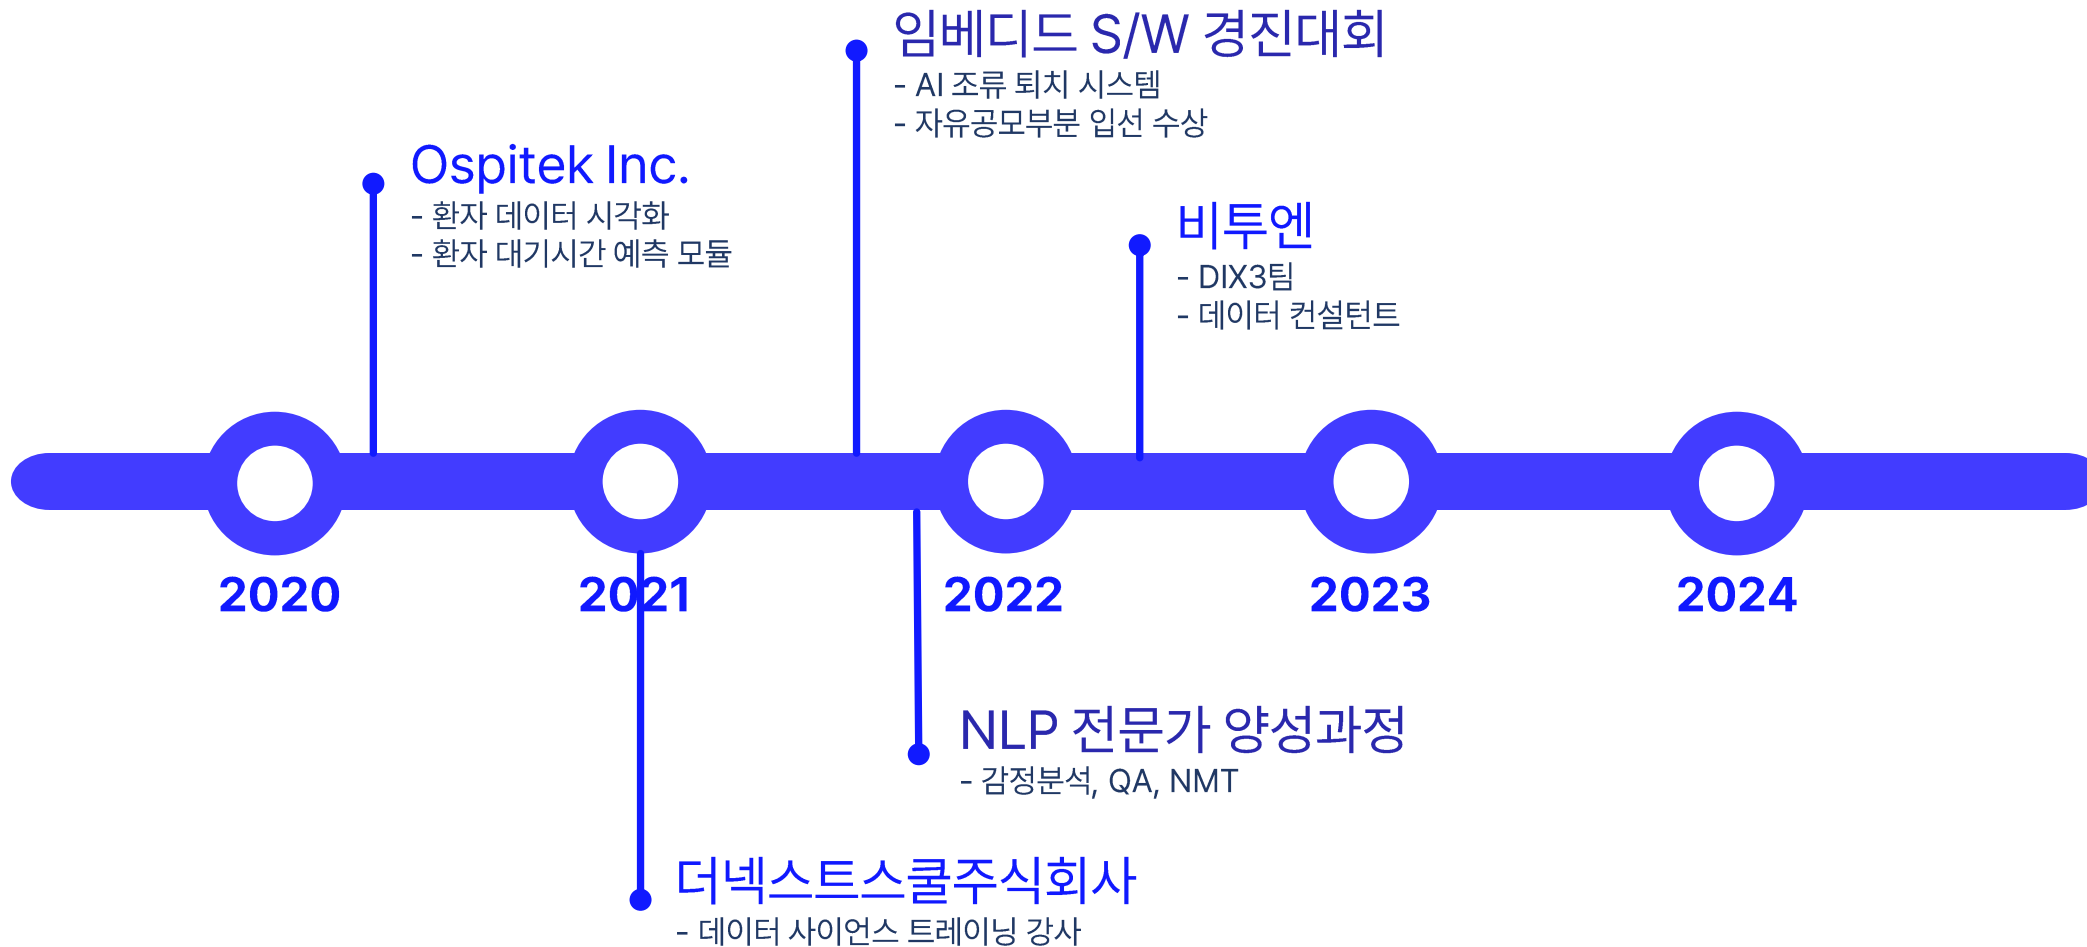 임베디드 S/W 경진대회
- AI 조류 퇴치 시스템
- 자유공모부분 입선 수상
Ospitek Inc.
- 환자 데이터 시각화
- 환자 대기시간 예측 모듈
비투엔
- DIX3팀
- 데이터 컨설턴트
2020
2021
2022
2023
2024
NLP 전문가 양성과정
- 감정분석, QA, NMT
더넥스트스쿨주식회사
- 데이터 사이언스 트레이닝 강사